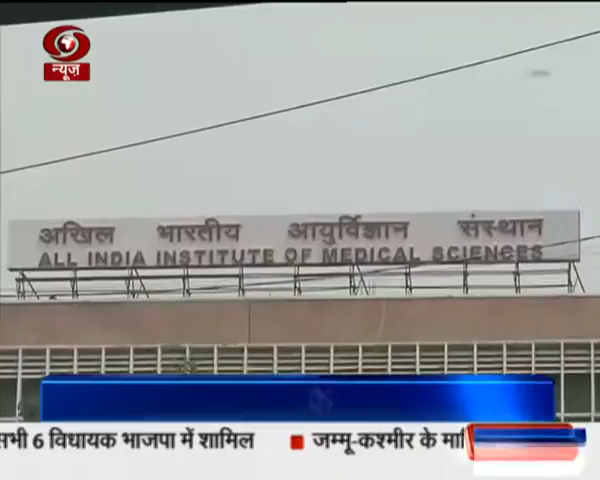 न्यूज़
अखिल भारतीय आयुर्विज्ञान संस्थान
ALL INDIA INSTITUTE OF MEDICAL SCIENCES
सभी 6 विधायक भाजपा में शामिल ■ जम्मू-कश्मीर के